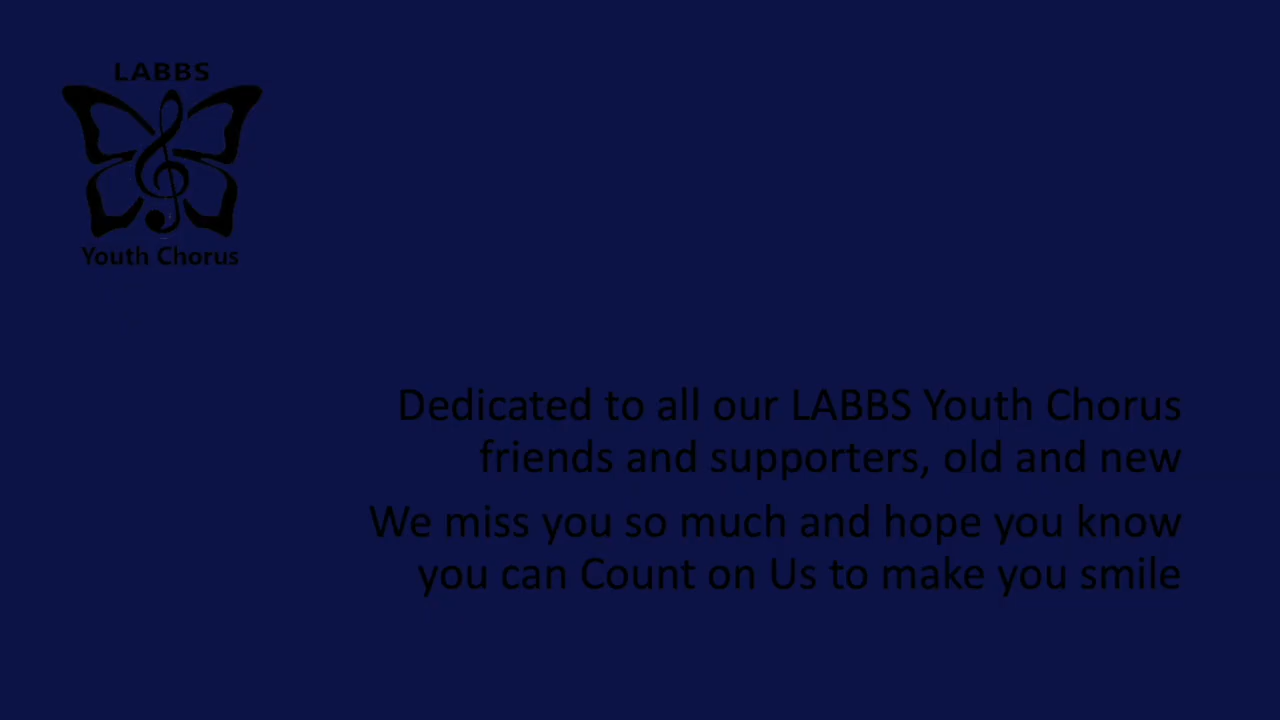 LABBS
Youth Chorus
Dedicated to all our LABBS Youth Chorus
friends and supporters, old and new
We miss you so much and hope you know
you can Count on Us to make you smile